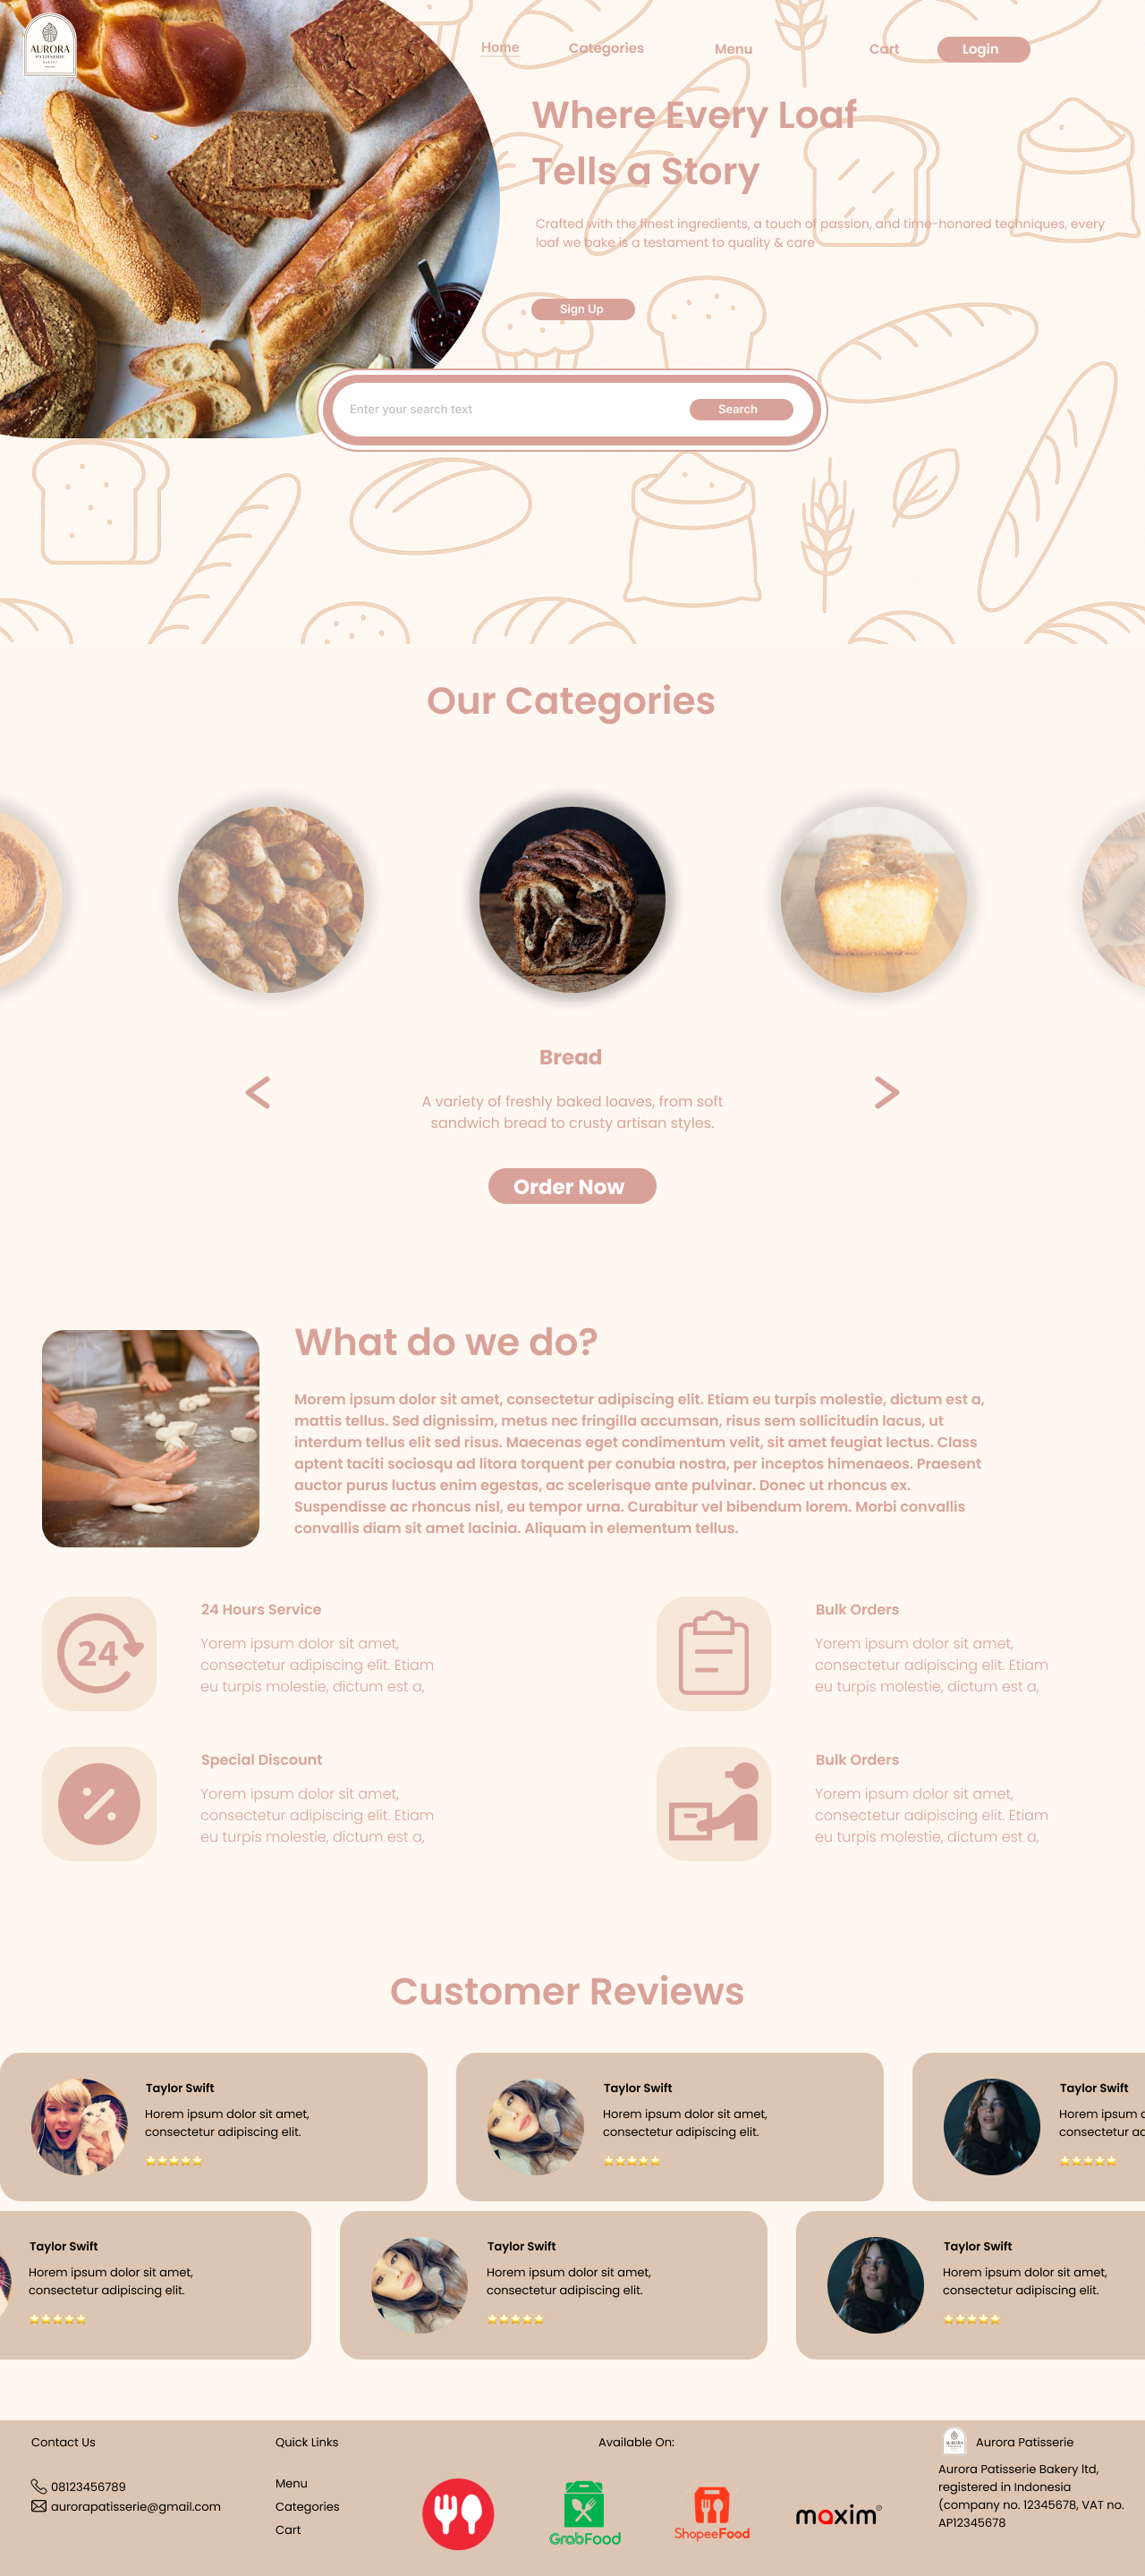 AURORA
PATISSERIE
BAKERY
Home
Categories
Menu
Cart
Login
Where Every Loaf
Tells a Story
Crafted with the finest ingredients, a touch of passion, and time-honored techniques, every
loaf we bake is a testament to quality & care
Sign Up
Enter your search text
Search
Our Categories
Bread
<
>
A variety of freshly baked loaves, from soft
sandwich bread to crusty artisan styles.
Order Now
What do we do?
Morem ipsum dolor sit amet, consectetur adipiscing elit. Etiam eu turpis molestie, dictum est a,
mattis tellus. Sed dignissim, metus nec fringilla accumsan, risus sem sollicitudin lacus, ut
interdum tellus elit sed risus. Maecenas eget condimentum velit, sit amet feugiat lectus. Class
aptent taciti sociosqu ad litora torquent per conubia nostra, per inceptos himenaeos. Praesent
auctor purus luctus enim egestas, ac scelerisque ante pulvinar. Donec ut rhoncus ex.
Suspendisse ac rhoncus nisl, eu tempor urna. Curabitur vel bibendum lorem. Morbi convallis
convallis diam sit amet lacinia. Aliquam in elementum tellus.
24
24 Hours Service
Yorem ipsum dolor sit amet,
consectetur adipiscing elit. Etiam
eu turpis molestie, dictum est a,
Bulk Orders
Yorem ipsum dolor sit amet,
consectetur adipiscing elit. Etiam
eu turpis molestie, dictum est a,
%
Special Discount
Yorem ipsum dolor sit amet,
consectetur adipiscing elit. Etiam
eu turpis molestie, dictum est a,
Bulk Orders
Yorem ipsum dolor sit amet,
consectetur adipiscing elit. Etiam
eu turpis molestie, dictum est a,
Customer Reviews
Taylor Swift
Horem ipsum dolor sit amet,
consectetur adipiscing elit.
Taylor Swift
Horem ipsum dolor sit amet,
consectetur adipiscing elit.
Taylor Swift
Horem ipsum
consectetur
Taylor Swift
Horem ipsum dolor sit amet,
consectetur adipiscing elit.
Taylor Swift
Horem ipsum dolor sit amet,
consectetur adipiscing elit.
Taylor Swift
Horem ipsum dolor sit amet,
consectetur adipiscing elit.
Contact Us
08123456789
aurorapatisserie@gmail.com
Quick Links
Menu
Categories
Cart
Available On:
GrabFood
ShopeeFood
maxim®
AURORA
Aurora Patisserie
Aurora Patisserie Bakery ltd,
registered in Indonesia
(company no. 12345678, VAT no.
AP12345678